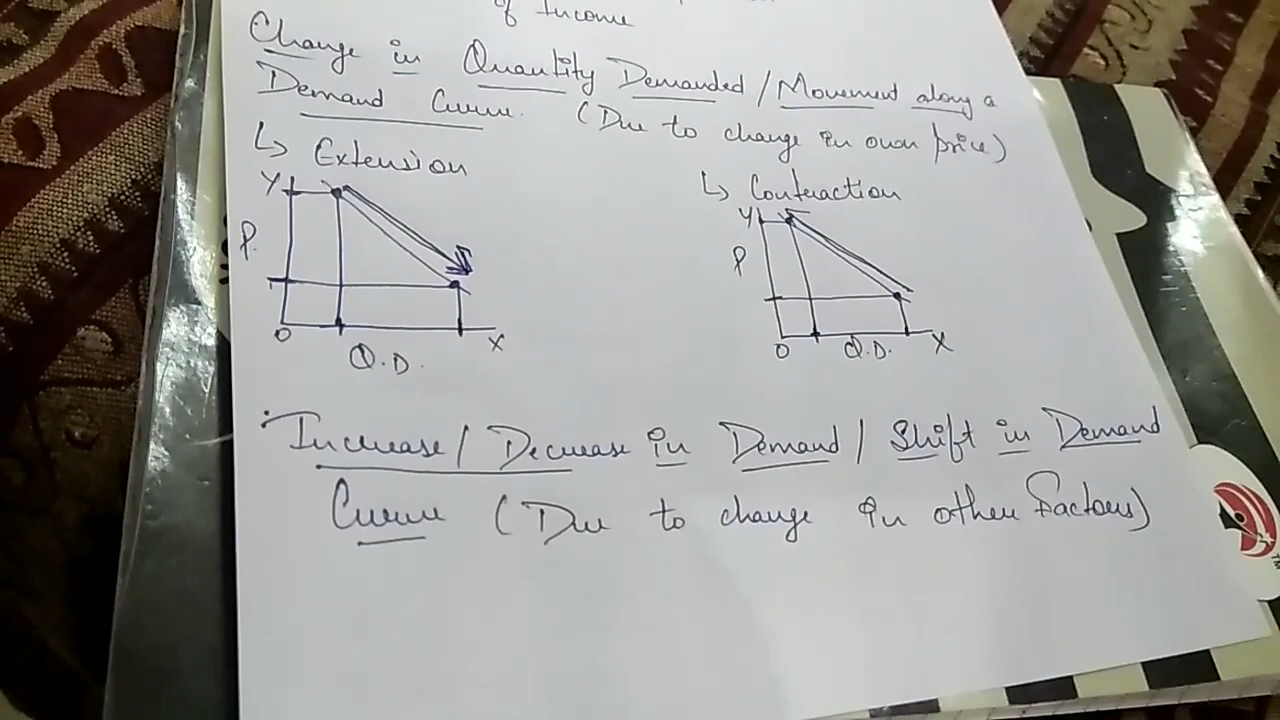 of Income
Change in Quantity Demanded / Movement along a
Demand Curve. (Due to change in own price)
↳ Extension
↳ Contraction
Y
P.
O
Q.D.
X
Y
P
O
Q.D.
X
Increase / Decrease in Demand / Shift in Demand
Curve (Due to change in other Factors)